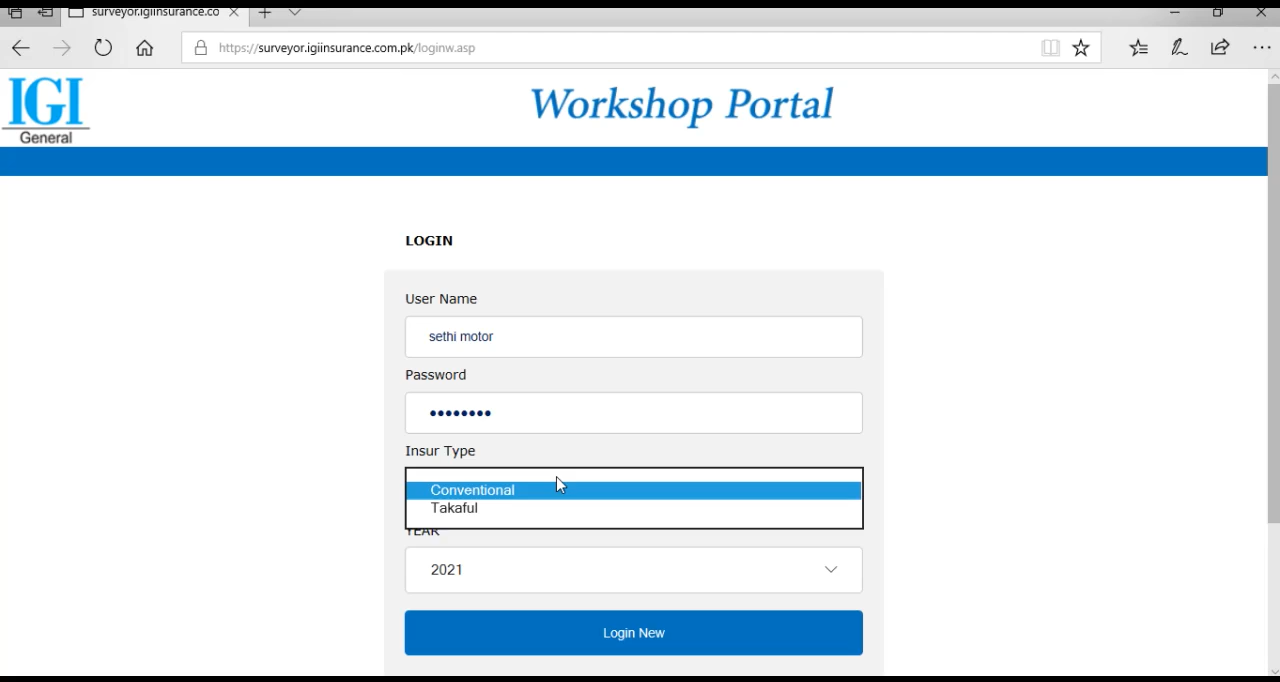 surveyor.igiinsurance.co
https://surveyor.igiinsurance.com.pk/loginw.asp
IGI
General
Workshop Portal
LOGIN
User Name
sethi motor
Password
••••••••
Insur Type
Conventional
Takaful
YEAR
2021
Login New